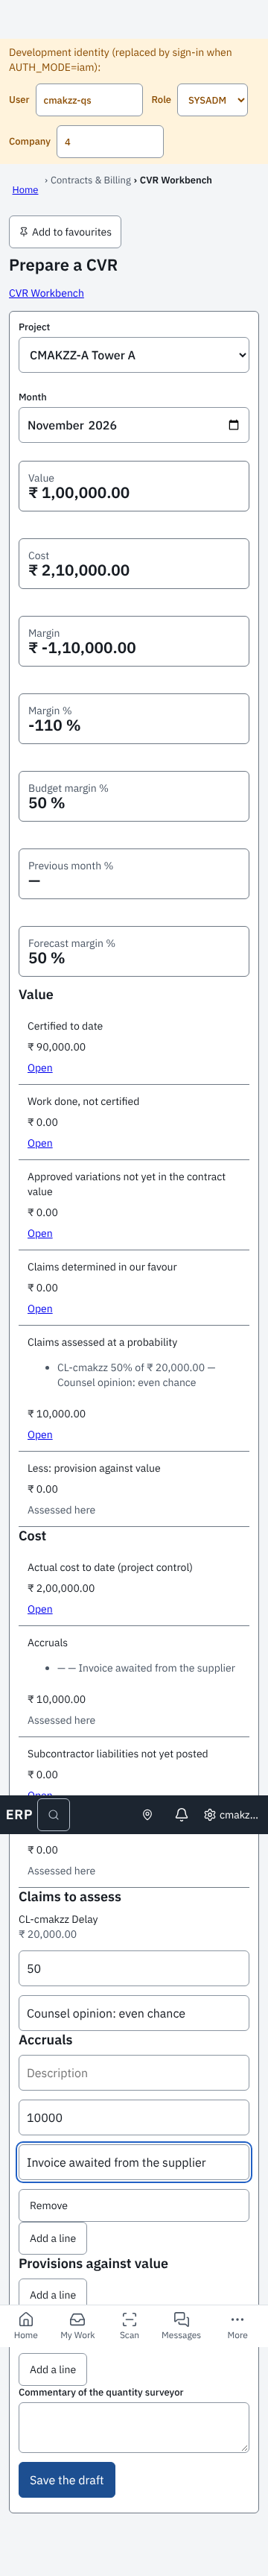 Development identity (replaced by sign-in when
AUTH_MODE=iam):
User cmakzz-qs Role SYSADM
Company 4
Home › Contracts & Billing › CVR Workbench
Add to favourites
Prepare a CVR
CVR Workbench
Project
CMAKZZ-A Tower A
Month
November 2026
Value
₹ 1,00,000.00
Cost
₹ 2,10,000.00
Margin
₹ -1,10,000.00
Margin %
-110 %
Budget margin %
50 %
Previous month %
—
Forecast margin %
50 %
Value
Certified to date
₹ 90,000.00
Open
Work done, not certified
₹ 0.00
Open
Approved variations not yet in the contract
value
₹ 0.00
Open
Claims determined in our favour
₹ 0.00
Open
Claims assessed at a probability
• CL-cmakzz 50% of ₹ 20,000.00 —
Counsel opinion: even chance
₹ 10,000.00
Open
Less: provision against value
₹ 0.00
Assessed here
Cost
Actual cost to date (project control)
₹ 2,00,000.00
Open
Accruals
• — — Invoice awaited from the supplier
₹ 10,000.00
Assessed here
Subcontractor liabilities not yet posted
₹ 0.00
ERP cmakz...
₹ 0.00
Assessed here
Claims to assess
CL-cmakzz Delay
₹ 20,000.00
50
Counsel opinion: even chance
Accruals
Description
10000
Invoice awaited from the supplier
Remove
Add a line
Provisions against value
Add a line
Home My Work Scan Messages More
Add a line
Commentary of the quantity surveyor
Save the draft